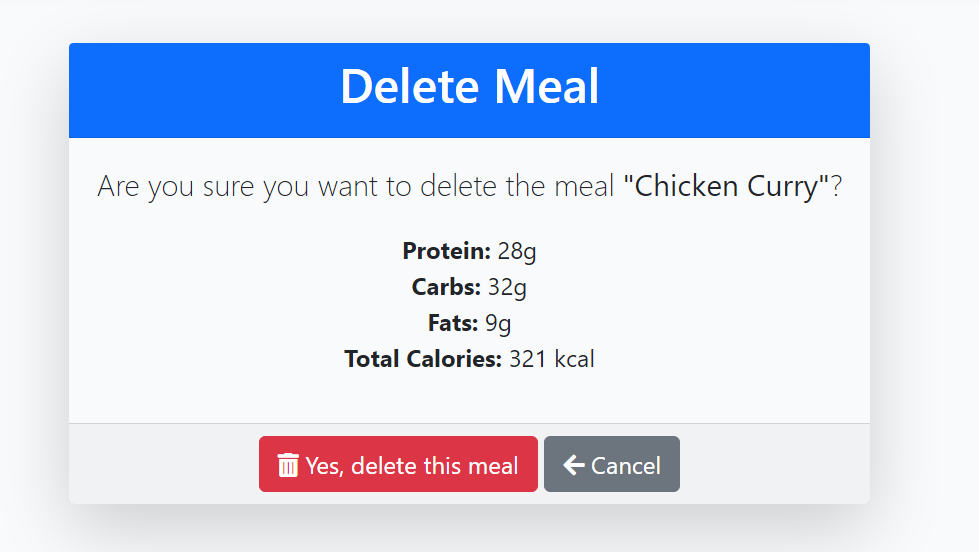 Delete Meal
Are you sure you want to delete the meal "Chicken Curry"?
Protein: 28g
Carbs: 32g
Fats: 9g
Total Calories: 321 kcal
Yes, delete this meal Cancel